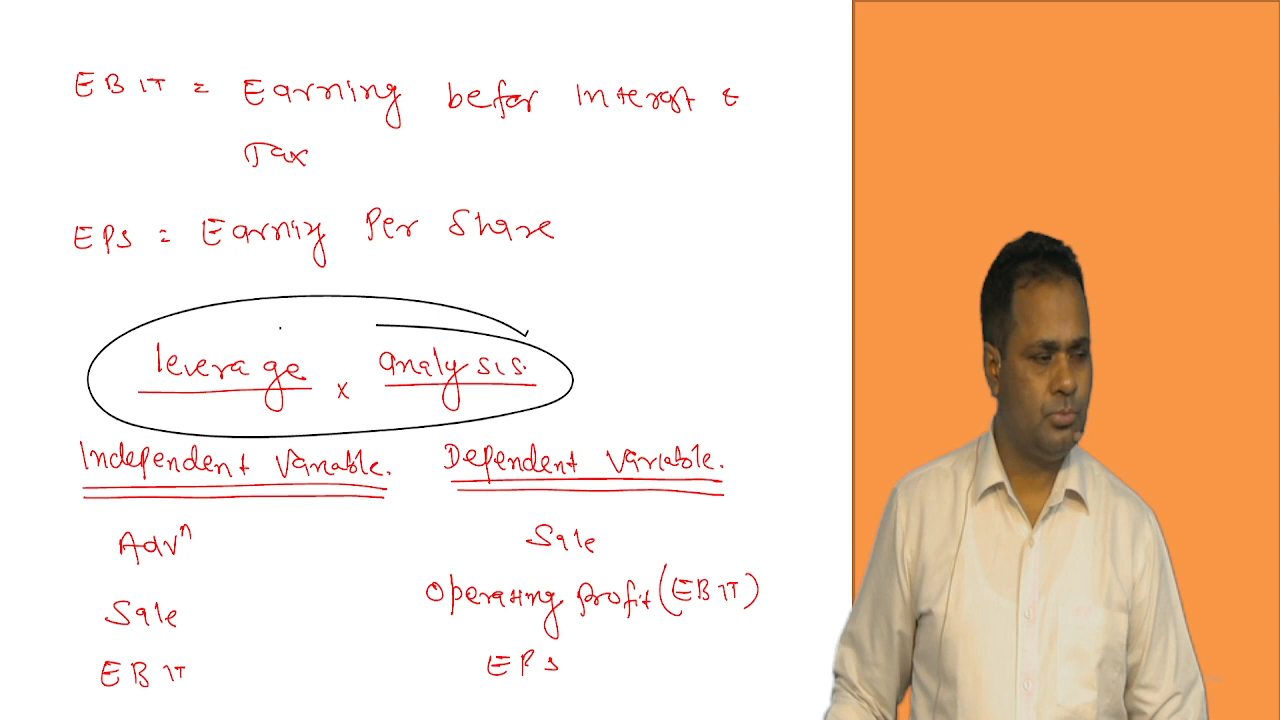 EBIT = Earning befor Interest &
Tax
EPS = Earning Per Share
leverage x analysis.
Independent Variable. Dependent variable.
Advn Sale
Sale Operating Profit (EBIT)
EBIT EPS